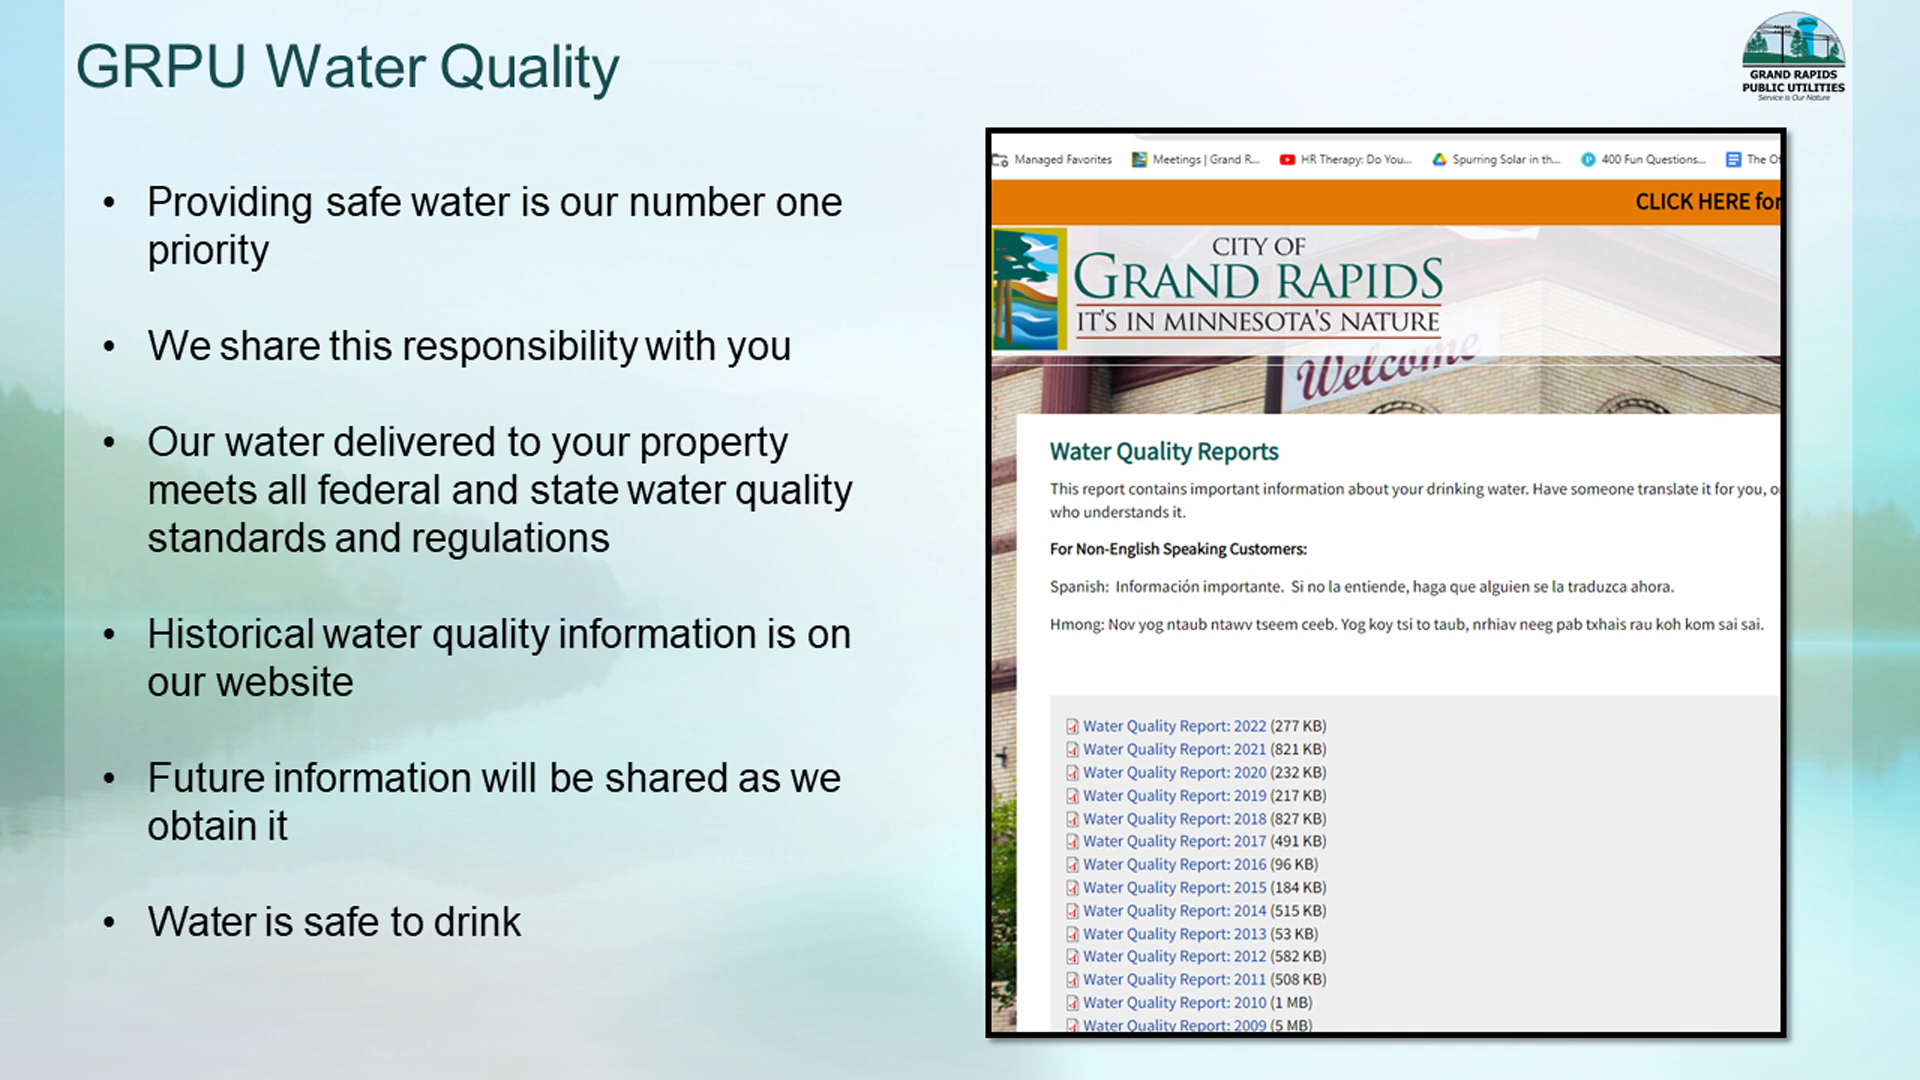 GRPU Water Quality
GRAND RAPIDS
PUBLIC UTILITIES
Service is Our Nature
• Providing safe water is our number one
priority
• We share this responsibility with you
• Our water delivered to your property
meets all federal and state water quality
standards and regulations
• Historical water quality information is on
our website
• Future information will be shared as we
obtain it
• Water is safe to drink
Managed Favorites
Meetings | Grand R...
HR Therapy: Do You...
Spurring Solar in th...
400 Fun Questions...
The
CLICK HERE for
CITY OF
GRAND RAPIDS
IT'S IN MINNESOTA'S NATURE
Welcome
Water Quality Reports
This report contains important information about your drinking water. Have someone translate it for you,
who understands it.
For Non-English Speaking Customers:
Spanish: Información importante. Si no la entiende, haga que alguien se la traduzca ahora.
Hmong: Nov yog ntaub ntawv tseem ceeb. Yog koy tsi to taub, nrhiav neeg pab txhais rau koh kom sai sai.
Water Quality Report: 2022 (277 KB)
Water Quality Report: 2021 (821 KB)
Water Quality Report: 2020 (232 KB)
Water Quality Report: 2019 (217 KB)
Water Quality Report: 2018 (827 KB)
Water Quality Report: 2017 (491 KB)
Water Quality Report: 2016 (96 KB)
Water Quality Report: 2015 (184 KB)
Water Quality Report: 2014 (515 KB)
Water Quality Report: 2013 (53 KB)
Water Quality Report: 2012 (582 KB)
Water Quality Report: 2011 (508 KB)
Water Quality Report: 2010 (1 MB)
Water Quality Report: 2009 (5 MB)